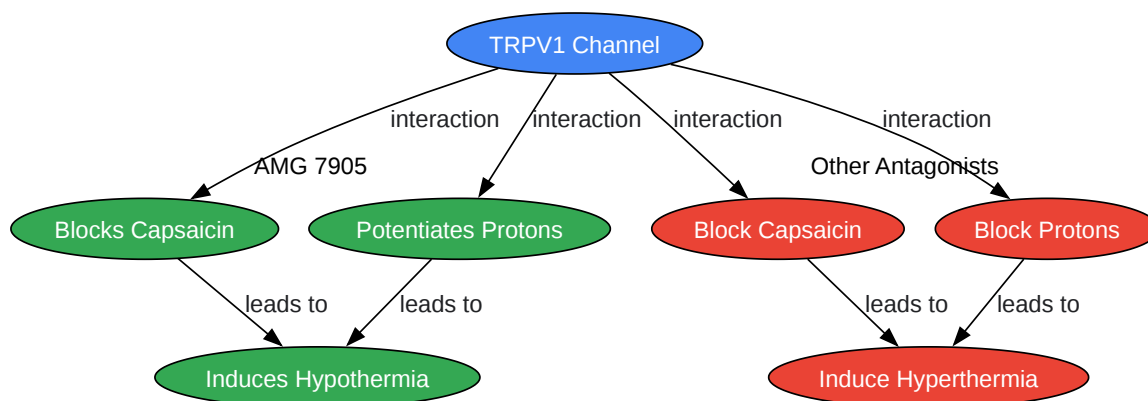 TRPV1 Channel
interaction
interaction
interaction
interaction
AMG 7905
Other Antagonists
Blocks Capsaicin
Potentiates Protons
Block Capsaicin
Block Protons
leads to
leads to
leads to
leads to
Induces Hypothermia
Induce Hyperthermia